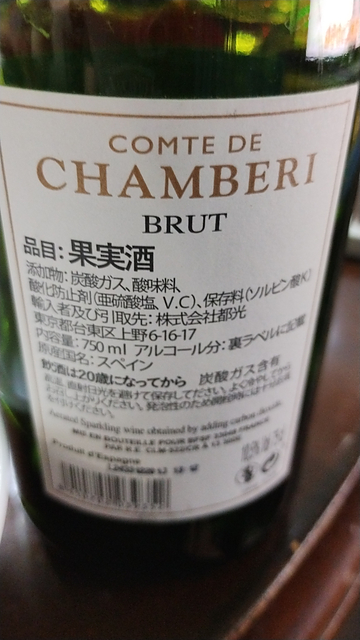 COMTE DE
CHAMBERI
BRUT
品目: 果実酒
添加物: 炭酸ガス、酸味料、
酸化防止剤(亜硫酸塩、V.C)、保存料(ソルビン酸K)
輸入者及び引取先: 株式会社都光
東京都台東区上野6-16-17
内容量: 750 ml アルコール分: 裏ラベルに記載
原産国名: スペイン
飲酒は20歳になってから 炭酸ガス含有
Aerated Sparkling wine obtained by adding carbon dioxide
MIS EN BOUTEILLE POUR
Produit d'Espagne